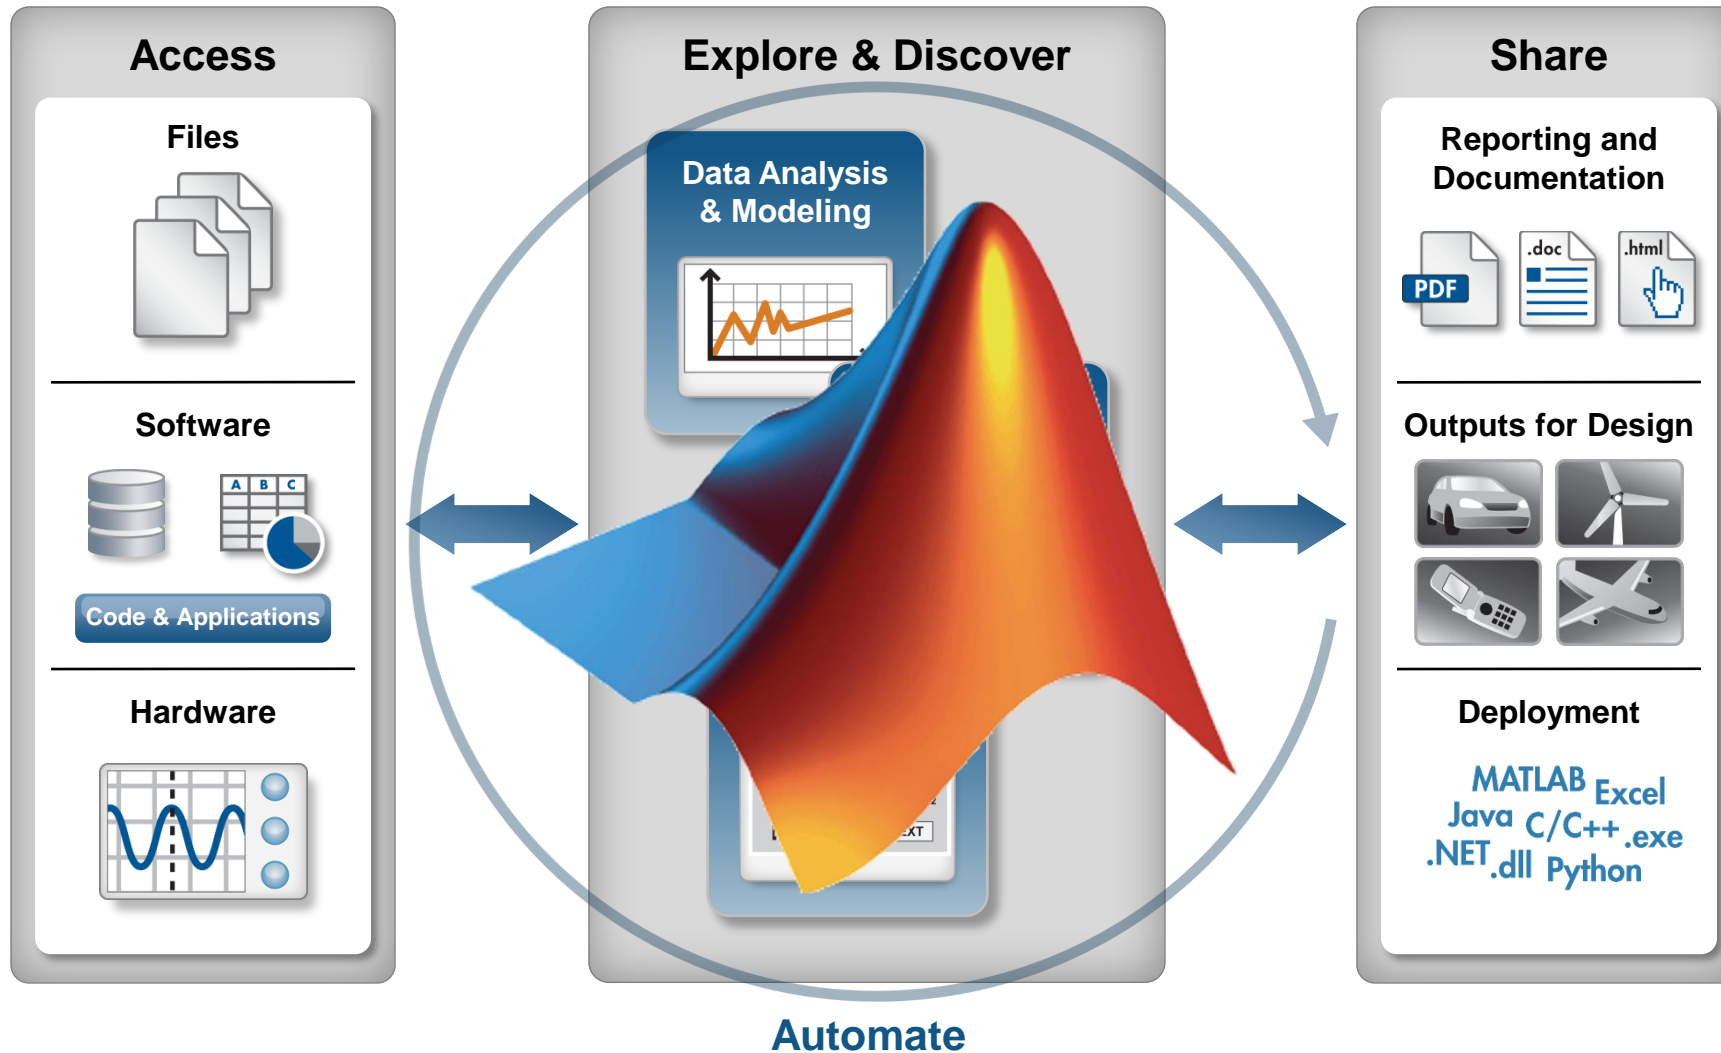 Access
Files
Software
A B C
Code & Applications
Hardware
Explore & Discover
Data Analysis
& Modeling
Share
Reporting and
Documentation
PDF
.doc
.html
Outputs for Design
Deployment
MATLAB Excel
Java C/C++ .exe
.NET .dll Python
Automate